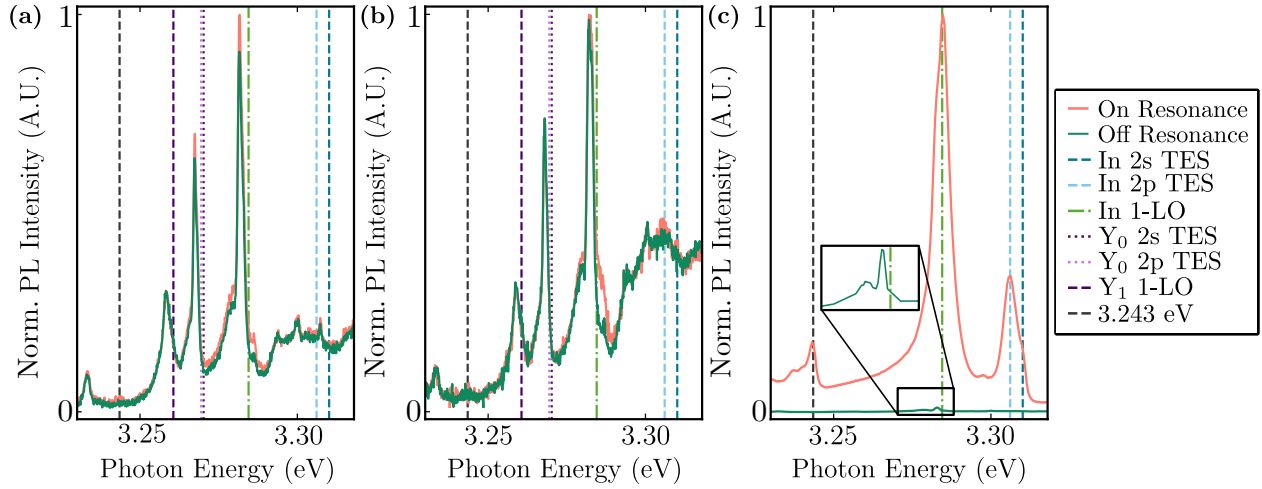 (a)
Norm. PL Intensity (A.U.)
1
0
3.25
3.30
Photon Energy (eV)
(b)
Norm. PL Intensity (A.U.)
1
0
3.25
3.30
Photon Energy (eV)
(c)
Norm. PL Intensity (A.U.)
1
0
3.25
3.30
Photon Energy (eV)
On Resonance
Off Resonance
In 2s TES
In 2p TES
In 1-LO
Y₀ 2s TES
Y₀ 2p TES
Y₁ 1-LO
3.243 eV